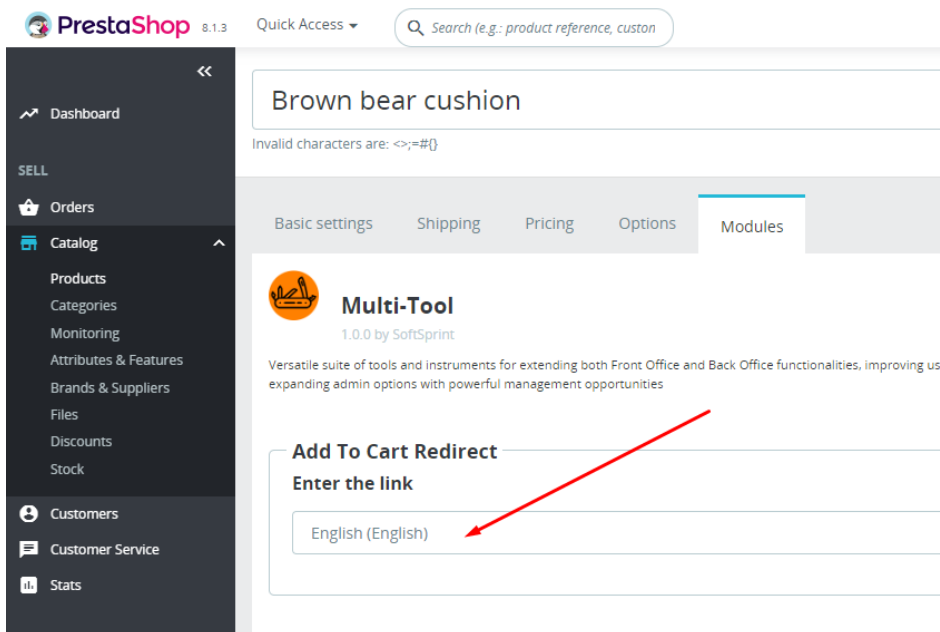 PrestaShop 8.1.3 Quick Access Search (e.g.: product reference, custon
Dashboard
SELL
Orders
Catalog
Products
Categories
Monitoring
Attributes & Features
Brands & Suppliers
Files
Discounts
Stock
Customers
Customer Service
Stats
Brown bear cushion
Invalid characters are: <>;=#{}
Basic settings Shipping Pricing Options Modules
Multi-Tool
1.0.0 by SoftSprint
Versatile suite of tools and instruments for extending both Front Office and Back Office functionalities, improving us
expanding admin options with powerful management opportunities
Add To Cart Redirect
Enter the link
English (English)